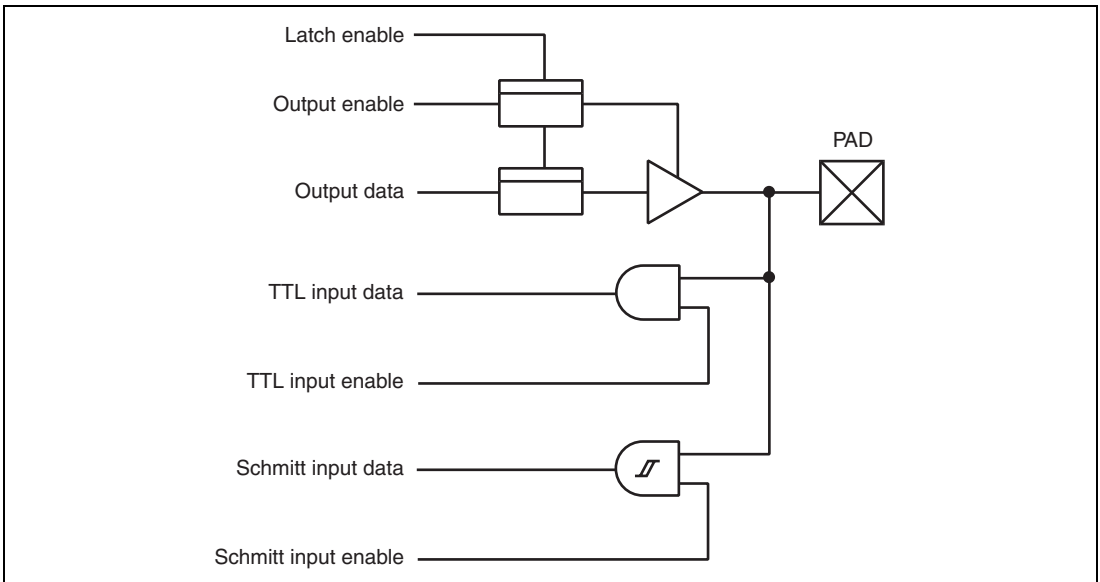 Latch enable
Output enable
PAD
Output data
TTL input data
TTL input enable
Schmitt input data
Schmitt input enable